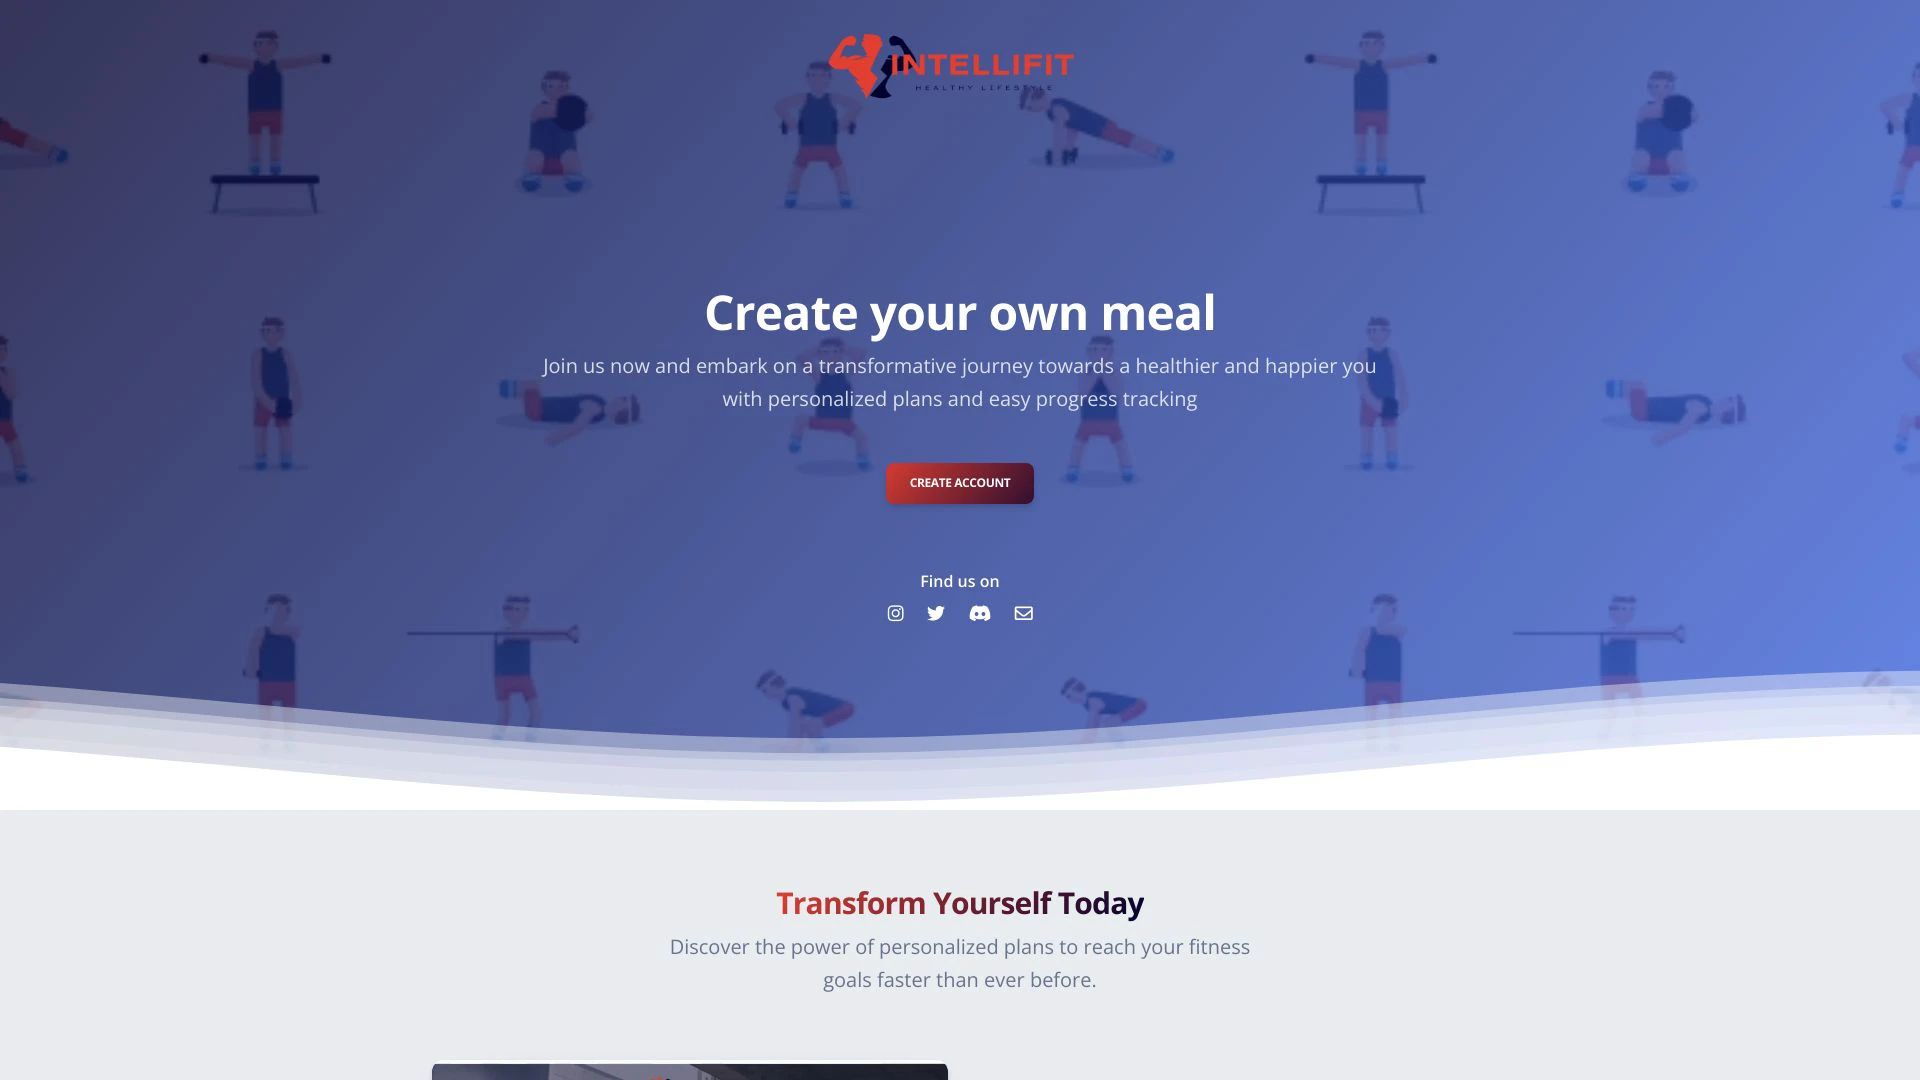 INTELLIFIT
HEALTHY LIFESTYLE
Create your own meal
Join us now and embark on a transformative journey towards a healthier and happier you
with personalized plans and easy progress tracking
CREATE ACCOUNT
Find us on
Transform Yourself Today
Discover the power of personalized plans to reach your fitness
goals faster than ever before.